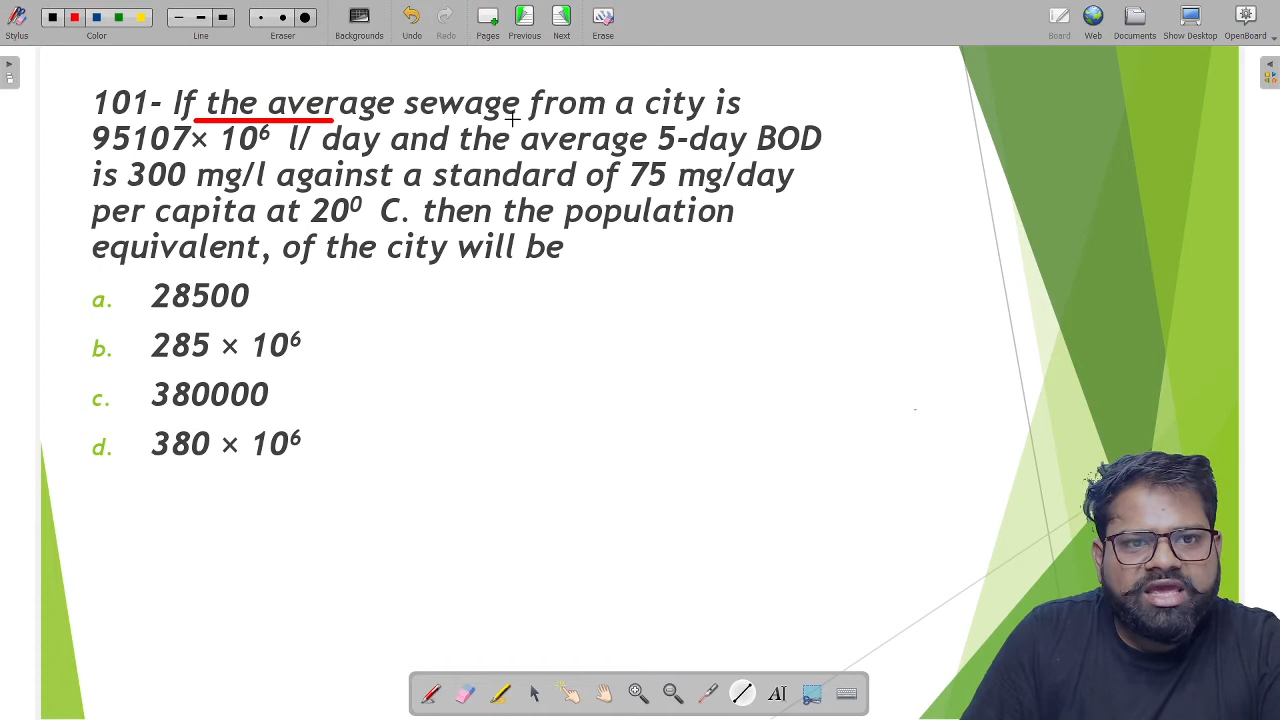 Stylus
Color
Line
Eraser
Backgrounds
Undo
Redo
Pages
Previous
Next
Erase
Board
Web
Documents
Show Desktop
OpenBoard
101- If the average sewage from a city is
95107× 10⁶ l/ day and the average 5-day BOD
is 300 mg/l against a standard of 75 mg/day
per capita at 20⁰ C. then the population
equivalent, of the city will be
a. 28500
b. 285 × 10⁶
c. 380000
d. 380 × 10⁶